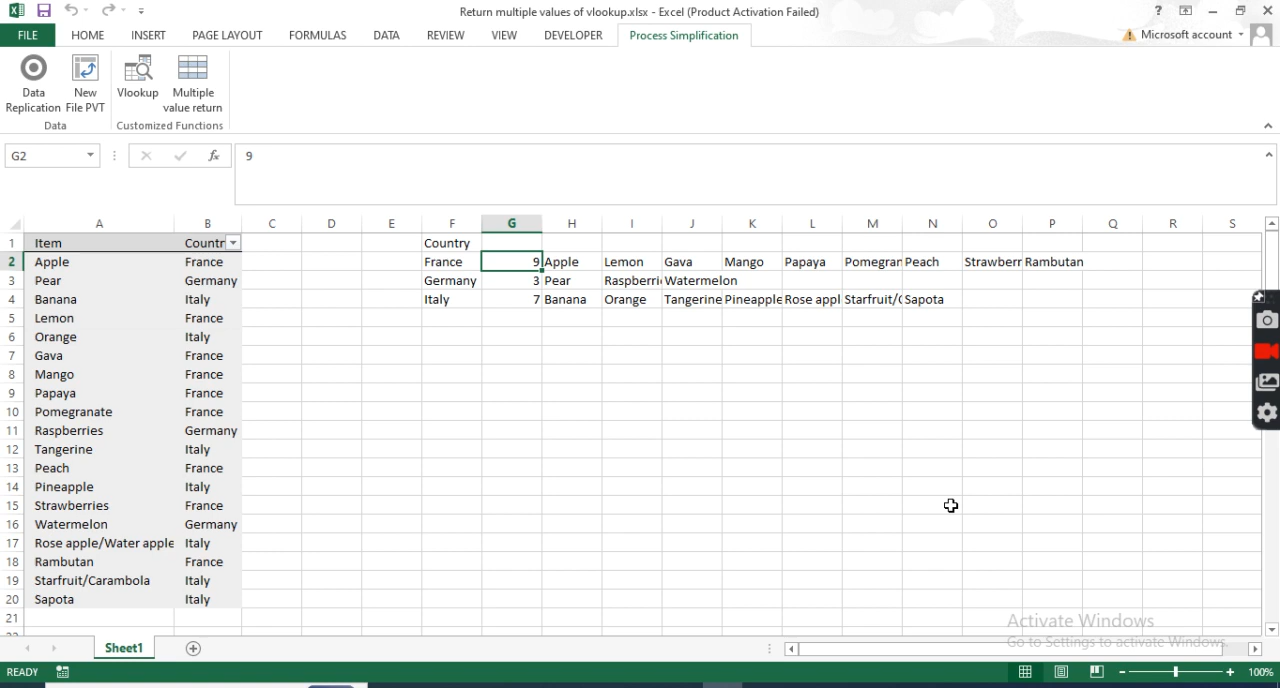 Return multiple values of vlookup.xlsx - Excel (Product Activation Failed)
FILE HOME INSERT PAGE LAYOUT FORMULAS DATA REVIEW VIEW DEVELOPER Process Simplification Microsoft account
Data Replication
New File PVT
Vlookup
Multiple value return
Data Customized Functions
G2 fx 9
A B C D E F G H I J K L M N O P Q R S
1 Item Countr Country
2 Apple France France 9 Apple Lemon Gava Mango Papaya Pomegran Peach Strawberr Rambutan
3 Pear Germany Germany 3 Pear Raspberri Watermelon
4 Banana Italy Italy 7 Banana Orange Tangerine Pineapple Rose appl Starfruit/( Sapota
5 Lemon France
6 Orange Italy
7 Gava France
8 Mango France
9 Papaya France
10 Pomegranate France
11 Raspberries Germany
12 Tangerine Italy
13 Peach France
14 Pineapple Italy
15 Strawberries France
16 Watermelon Germany
17 Rose apple/Water apple Italy
18 Rambutan France
19 Starfruit/Carambola Italy
20 Sapota Italy
21
Activate Windows
Go to Settings to activate Windows.
Sheet1
READY 100%